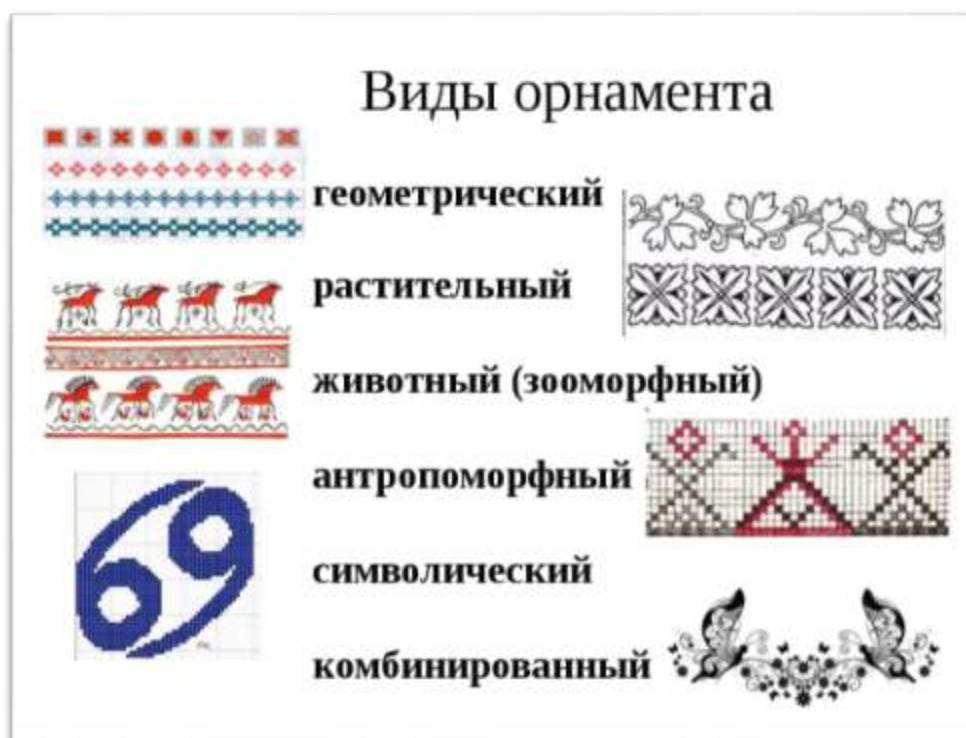 Виды орнамента
геометрический
растительный
животный (зооморфный)
антропоморфный
символический
комбинированный